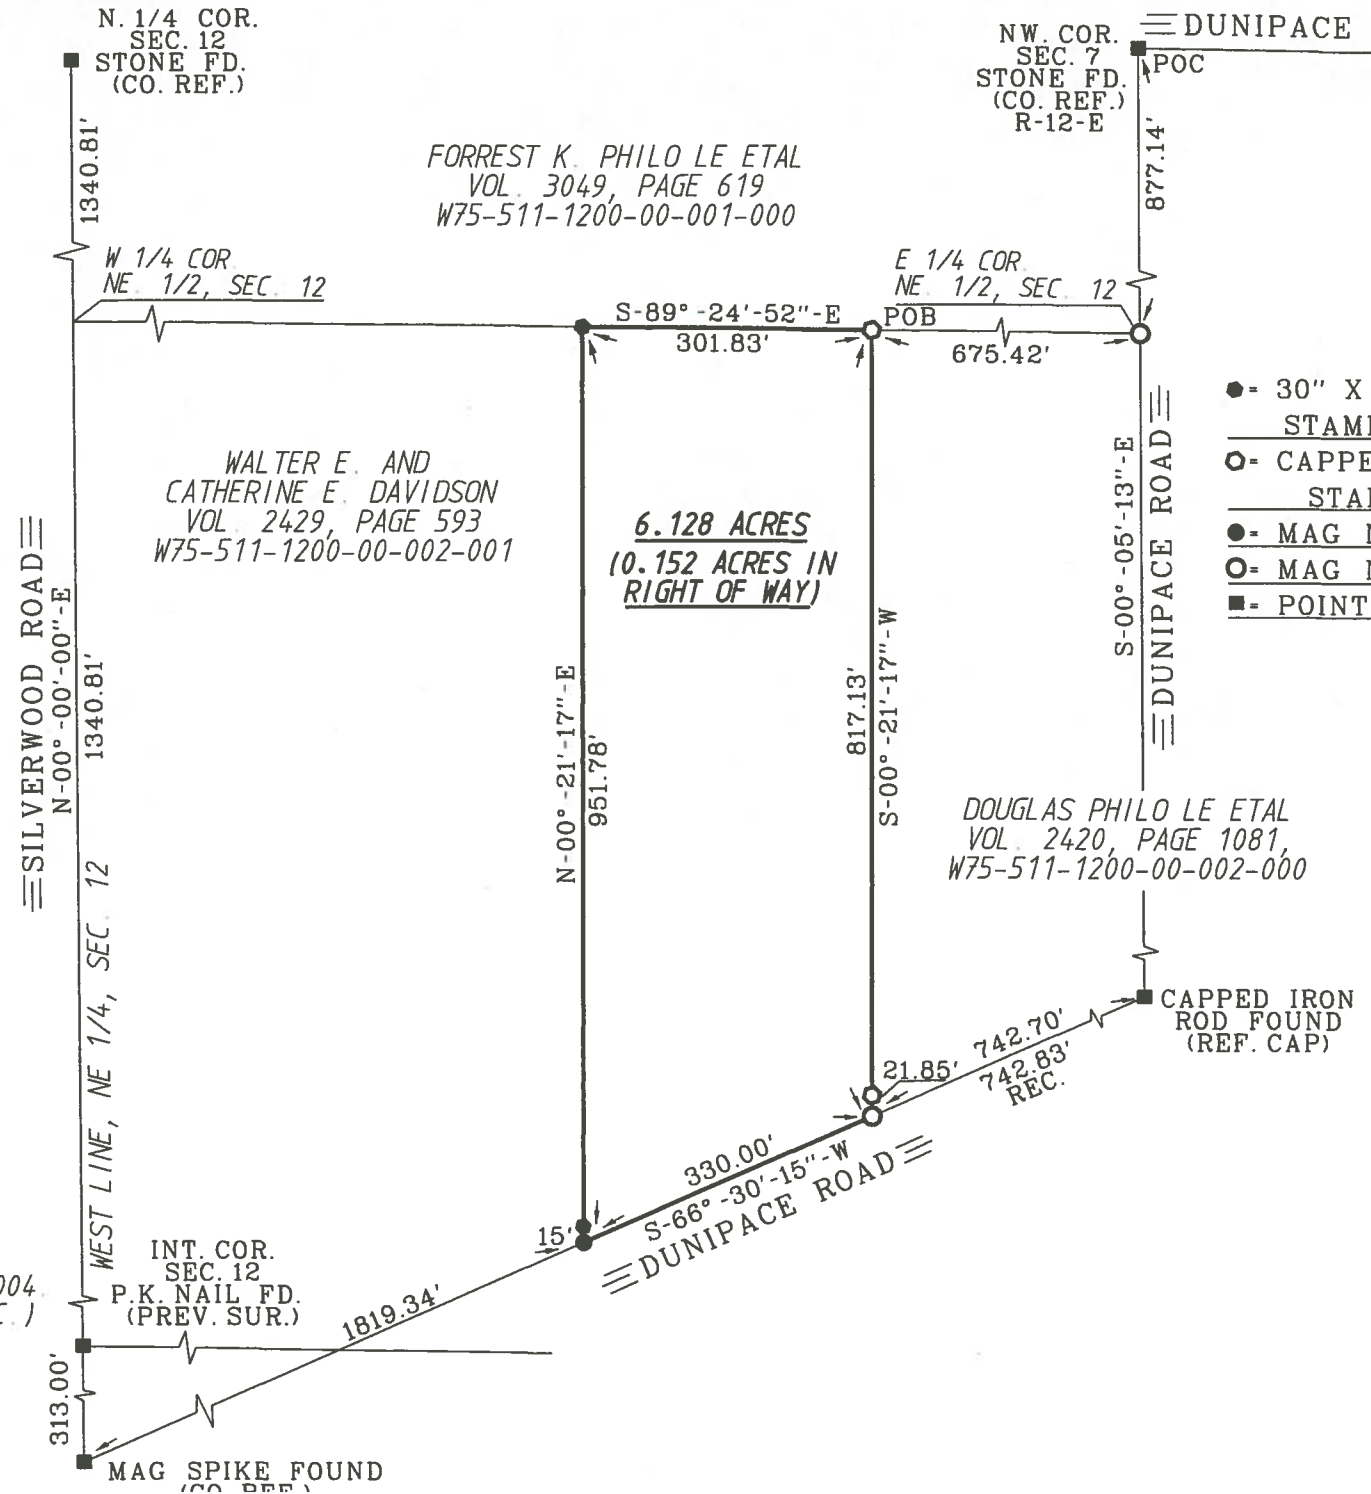 N. 1/4 COR.
SEC. 12
STONE FD.
(CO. REF.)
1340.81'
NW. COR.
SEC. 7
STONE FD.
(CO. REF.)
R-12-E
DUNIPACE
POC
877.14'
FORREST K. PHILO LE ETAL
VOL. 3049, PAGE 619
W75-511-1200-00-001-000
W 1/4 COR.
NE. 1/2, SEC. 12
E 1/4 COR.
NE. 1/2, SEC. 12
S-89°-24'-52"-E
301.83'
POB
675.42'
30" X
CAPPE
MAG
MAG
POINT
WALTER E. AND
CATHERINE E. DAVIDSON
VOL. 2429, PAGE 593
W75-511-1200-00-002-001
6.128 ACRES
(0.152 ACRES IN
RIGHT OF WAY)
SILVERWOOD ROAD
N-00°-00'-00"-E
1340.81'
WEST LINE, NE 1/4, SEC. 12
N-00°-21'-17"-E
951.78'
817.13'
S-00°-21'-17"-W
S-00°-05'-13"-E
DUNIPACE ROAD
DOUGLAS PHILO LE ETAL
VOL. 2420, PAGE 1081,
W75-511-1200-00-002-000
CAPPED IRON
ROD FOUND
(REF. CAP)
21.85'
742.70'
742.83'
REC.
330.00'
S-66°-30'-15"-W
DUNIPACE ROAD
15'
INT. COR.
SEC. 12
P.K. NAIL FD.
(PREV. SUR.)
1819.34'
313.00'
MAG SPIKE FOUND